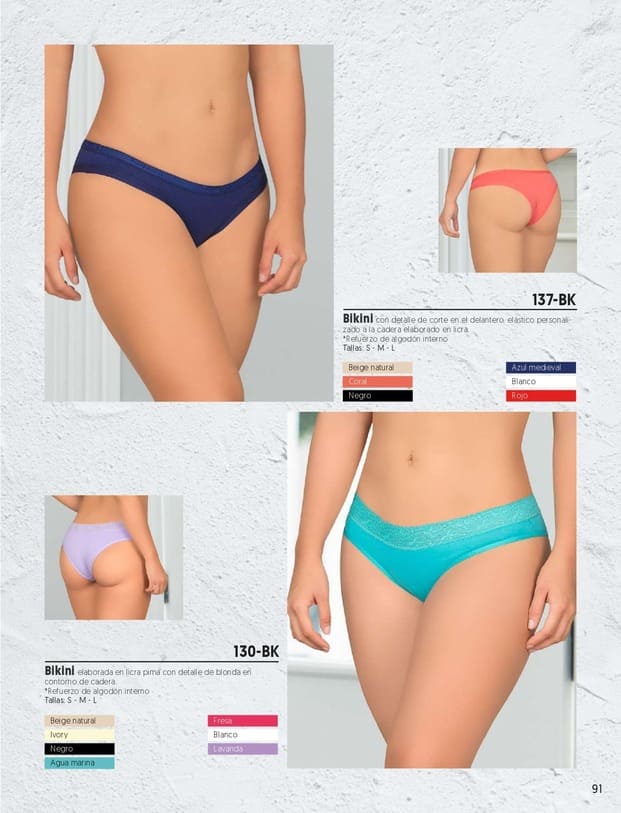 137-BK
Bikini con detalle de corte en el delantero, elástico personali-
zado a la cadera elaborado en licra.
*Refuerzo de algodón interno
Tallas: S - M - L
Beige natural
Azul medieval
Coral
Blanco
Negro
Rojo
130-BK
Bikini elaborada en licra pima con detalle de blonda en
contorno de cadera.
*Refuerzo de algodón interno
Tallas: S - M - L
Beige natural
Fresa
Ivory
Blanco
Negro
Lavanda
Agua marina
91